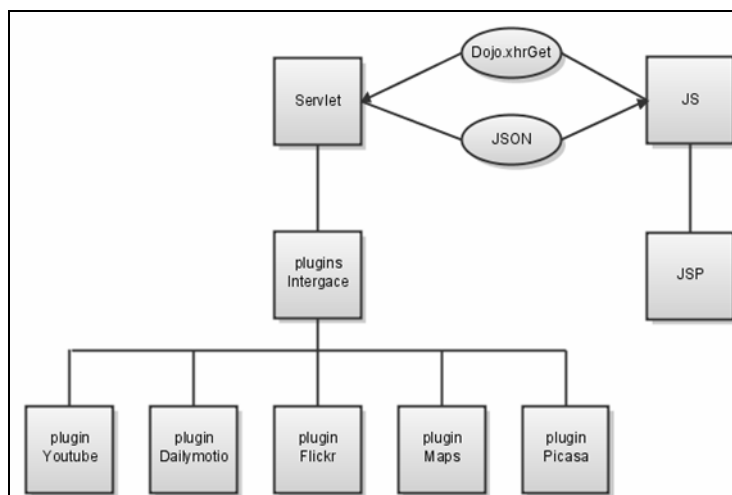 Dojo.xhrGet
Servlet
JS
JSON
plugins
Intergace
JSP
plugin
Youtube
plugin
Dailymotio
plugin
Flickr
plugin
Maps
plugin
Picasa